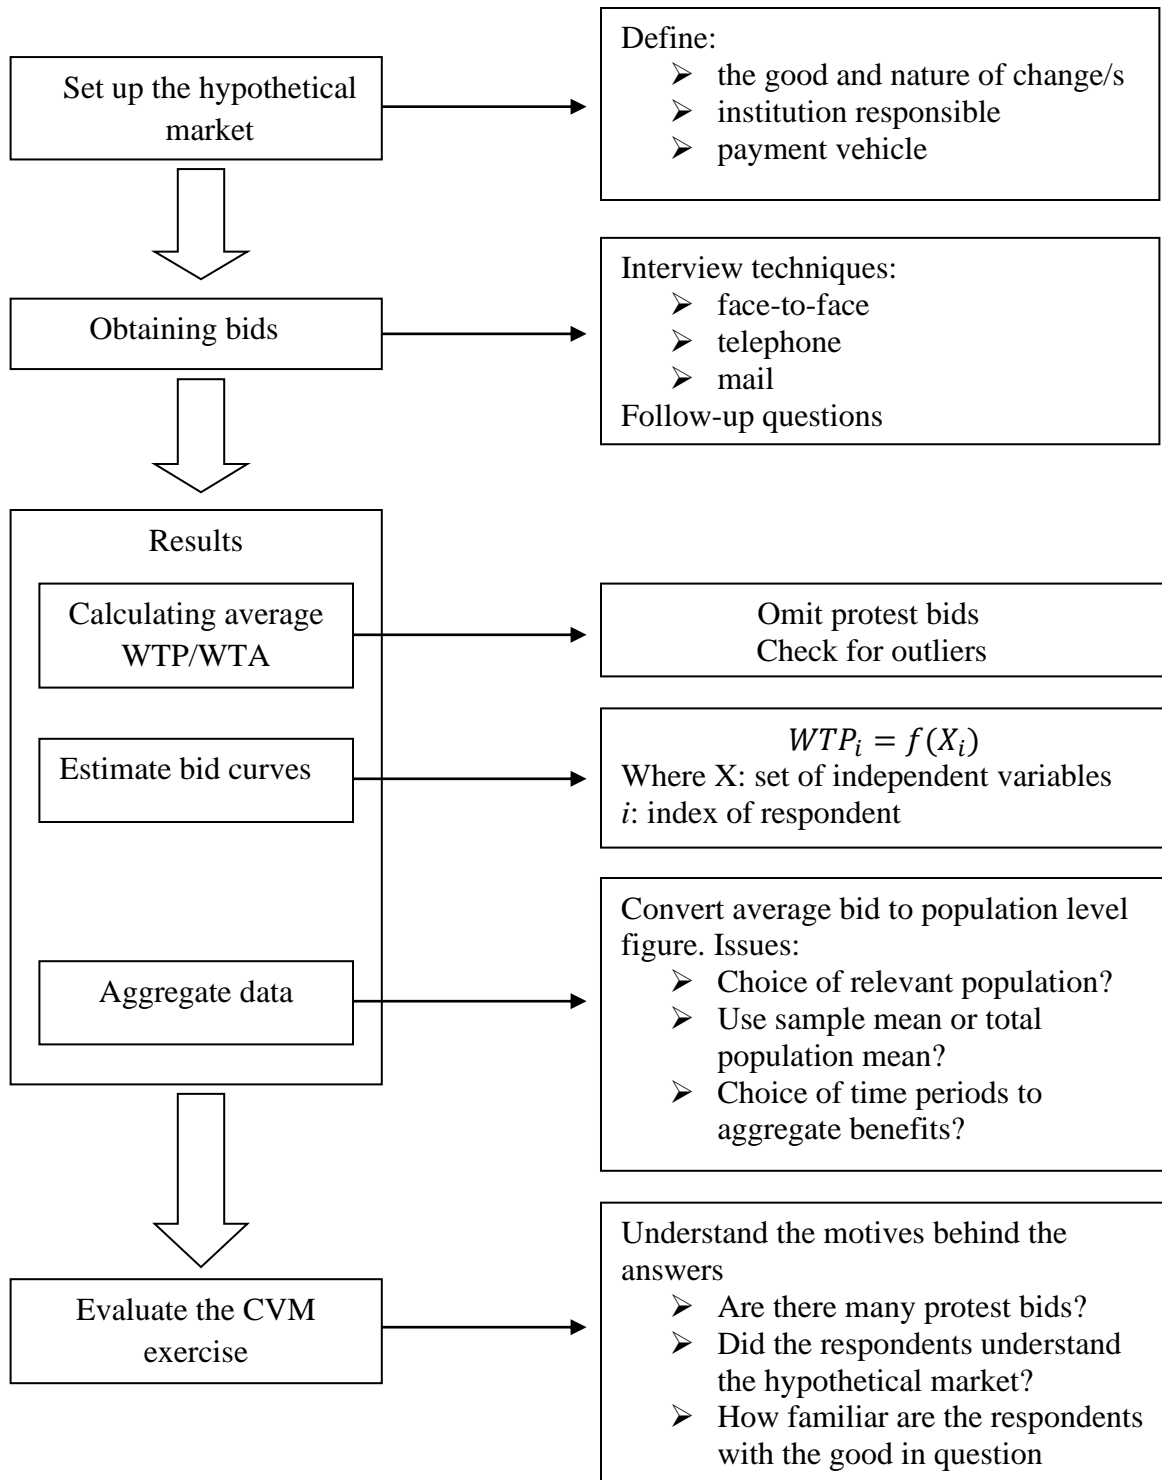 Set up the hypothetical
market
Define:
➢ the good and nature of change/s
➢ institution responsible
➢ payment vehicle
Obtaining bids
Interview techniques:
➢ face-to-face
➢ telephone
➢ mail
Follow-up questions
Results
Calculating average
WTP/WTA
Omit protest bids
Check for outliers
Estimate bid curves
WTPᵢ = f(Xᵢ)
Where X: set of independent variables
i: index of respondent
Aggregate data
Convert average bid to population level
figure. Issues:
➢ Choice of relevant population?
➢ Use sample mean or total
population mean?
➢ Choice of time periods to
aggregate benefits?
Evaluate the CVM
exercise
Understand the motives behind the
answers
➢ Are there many protest bids?
➢ Did the respondents understand
the hypothetical market?
➢ How familiar are the respondents
with the good in question